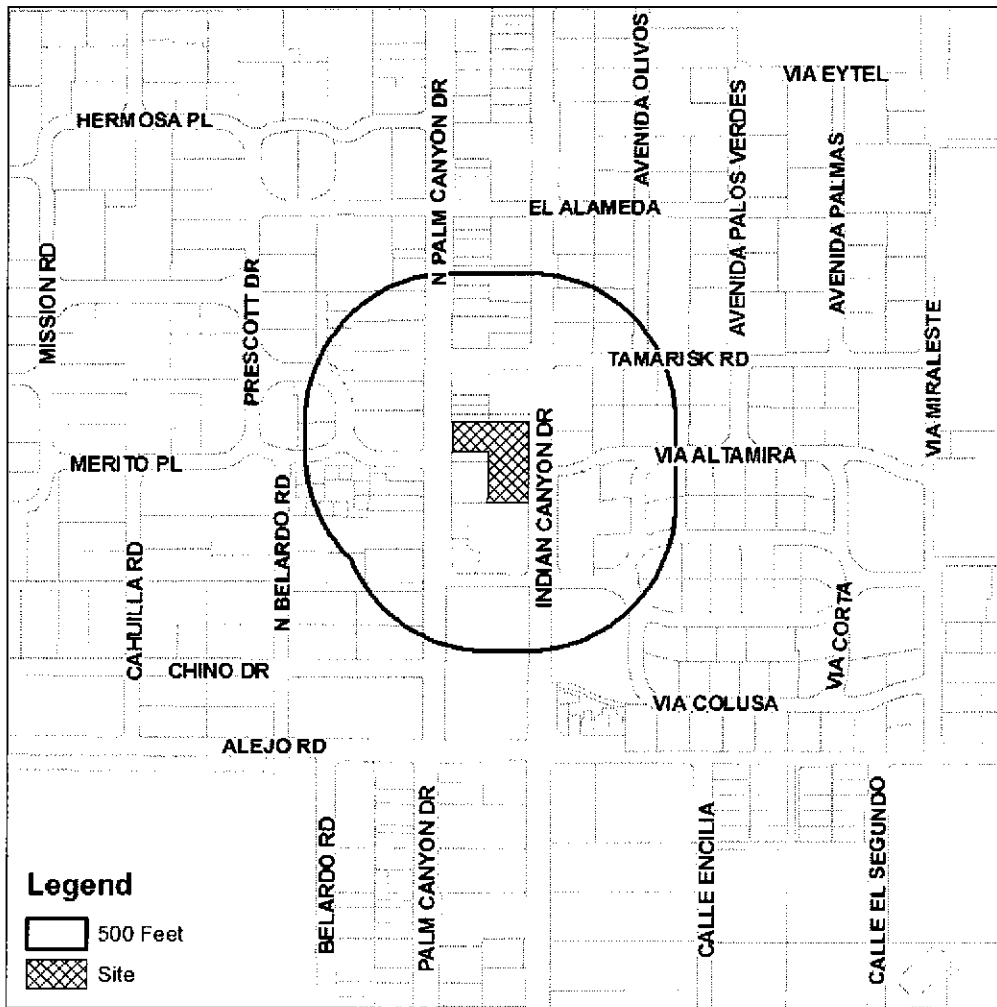 VIA EYTEL
HERMOSA PL
N PALM CANYON DR
AVENIDA OLIVOS
AVENIDA PALOS VERDES
AVENIDA PALMAS
EL ALAMEDA
MISSION RD
PRESCOTT DR
TAMARISK RD
VIA MIRALESTE
MERITO PL
VIA ALTAMIRA
N BELARDO RD
INDIAN CANYON DR
CAHUILLA RD
VIA CORTA
CHINO DR
VIA COLUSA
ALEJO RD
BELARDO RD
PALM CANYON DR
CALLE ENCILIA
CALLE EL SEGUNDO
Legend
500 Feet
Site